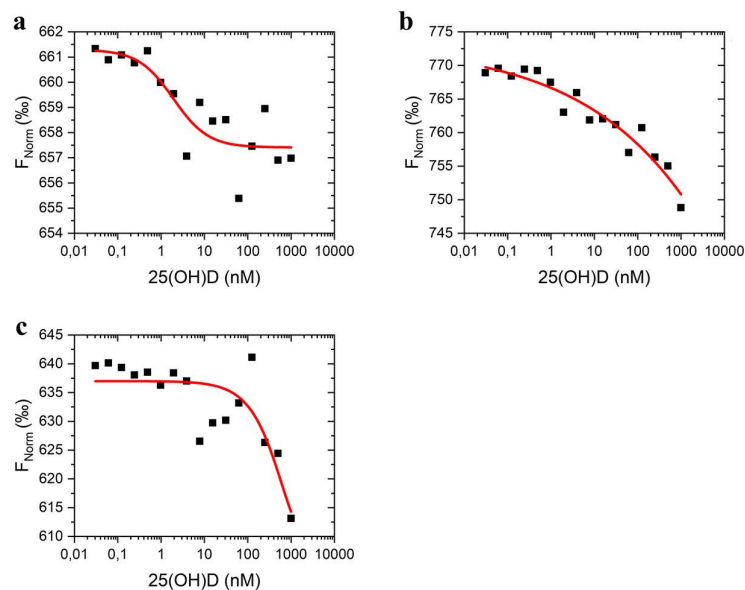 a
662
661
660
659
658
657
656
655
654
F_Norm (‰)
0,01 0,1 1 10 100 1000 10000
25(OH)D (nM)
b
775
770
765
760
755
750
745
F_Norm (‰)
0,01 0,1 1 10 100 1000 10000
25(OH)D (nM)
c
645
640
635
630
625
620
615
610
F_Norm (‰)
0,01 0,1 1 10 100 1000 10000
25(OH)D (nM)